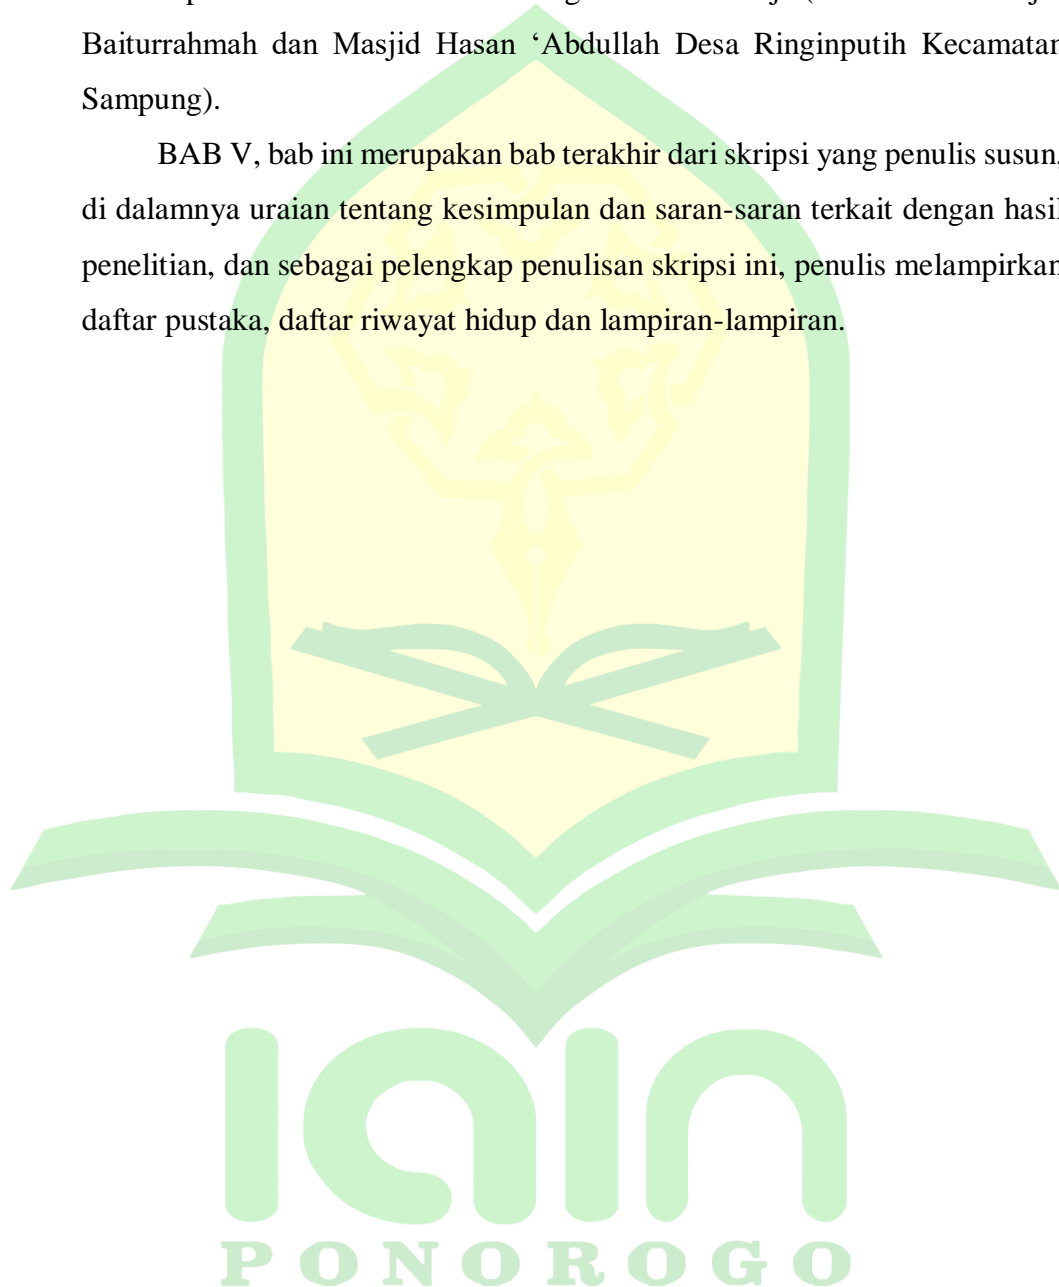 Baiturrahmah dan Masjid Hasan ‘Abdullah Desa Ringinputih Kecamatan
Sampung).
BAB V, bab ini merupakan bab terakhir dari skripsi yang penulis susun,
di dalamnya uraian tentang kesimpulan dan saran-saran terkait dengan hasil
penelitian, dan sebagai pelengkap penulisan skripsi ini, penulis melampirkan
daftar pustaka, daftar riwayat hidup dan lampiran-lampiran.
iain
PONOROGO